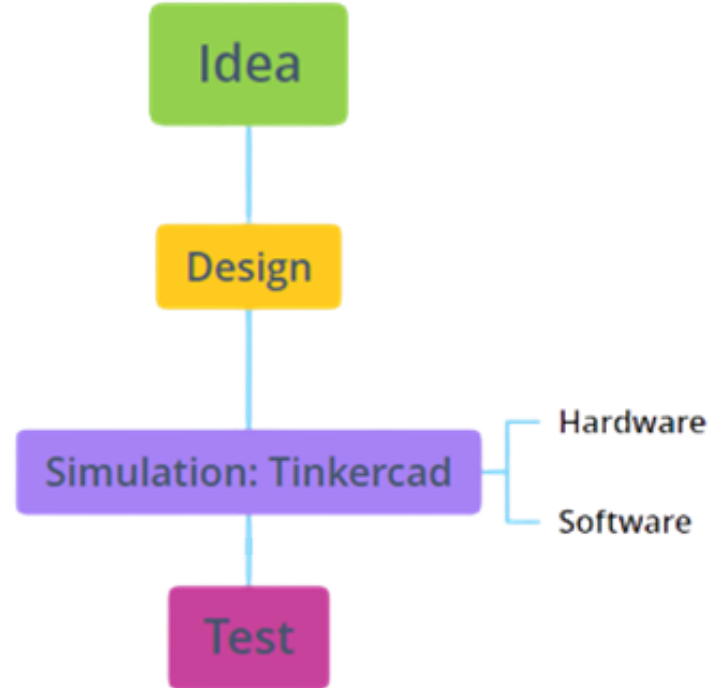 Idea
Design
Simulation: Tinkercad
Hardware
Software
Test